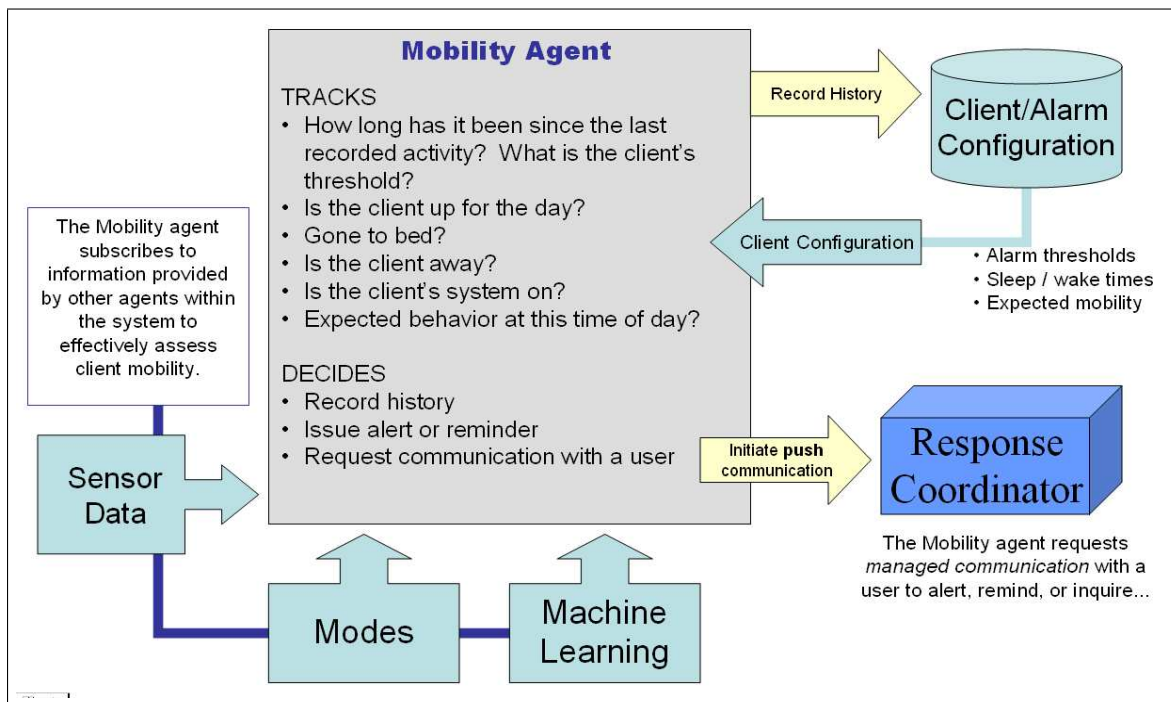 Mobility Agent
TRACKS
• How long has it been since the last
recorded activity? What is the client's
threshold?
• Is the client up for the day?
• Gone to bed?
• Is the client away?
• Is the client's system on?
• Expected behavior at this time of day?
DECIDES
• Record history
• Issue alert or reminder
• Request communication with a user
Record History
Client/Alarm
Configuration
Client Configuration
• Alarm thresholds
• Sleep / wake times
• Expected mobility
The Mobility agent
subscribes to
information provided
by other agents within
the system to
effectively assess
client mobility.
Sensor
Data
Initiate push
communication
Response
Coordinator
The Mobility agent requests
managed communication with a
user to alert, remind, or inquire...
Modes
Machine
Learning